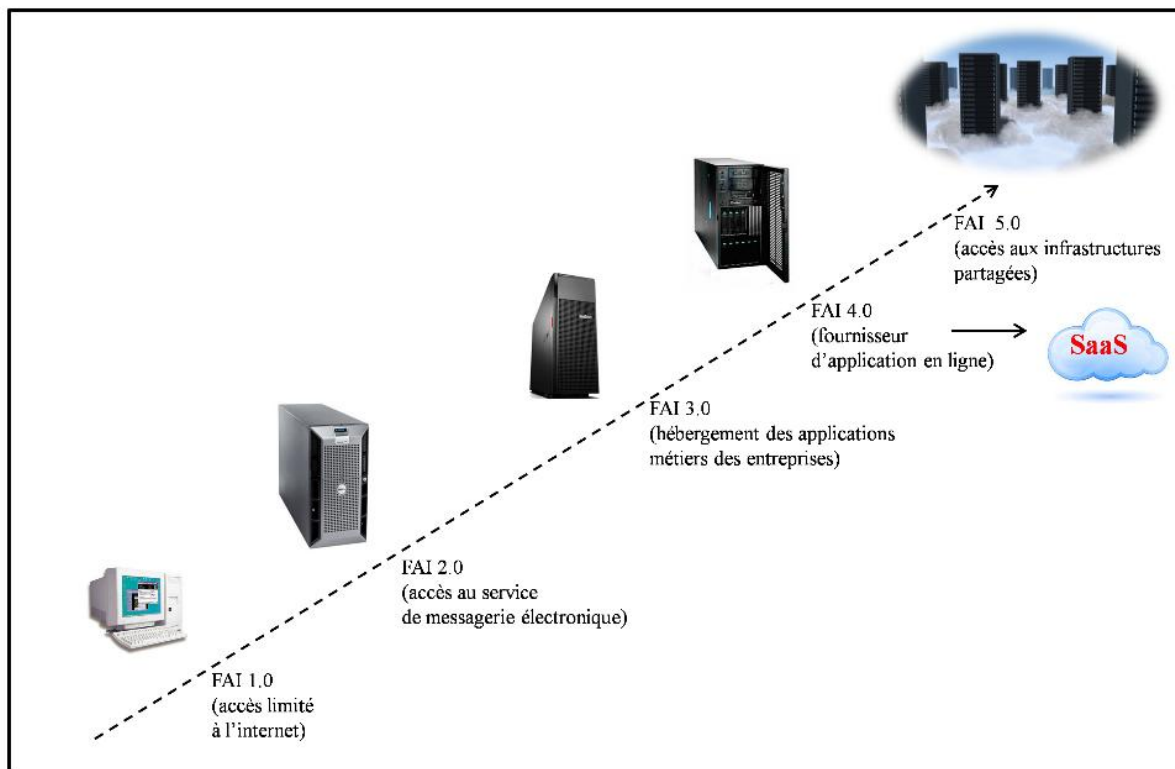 FAI 5.0
(accès aux infrastructures
partagées)
FAI 4.0
(fournisseur
d'application en ligne)
SaaS
FAI 3.0
(hébergement des applications
métiers des entreprises)
FAI 2.0
(accès au service
de messagerie électronique)
FAI 1.0
(accès limité
à l'internet)